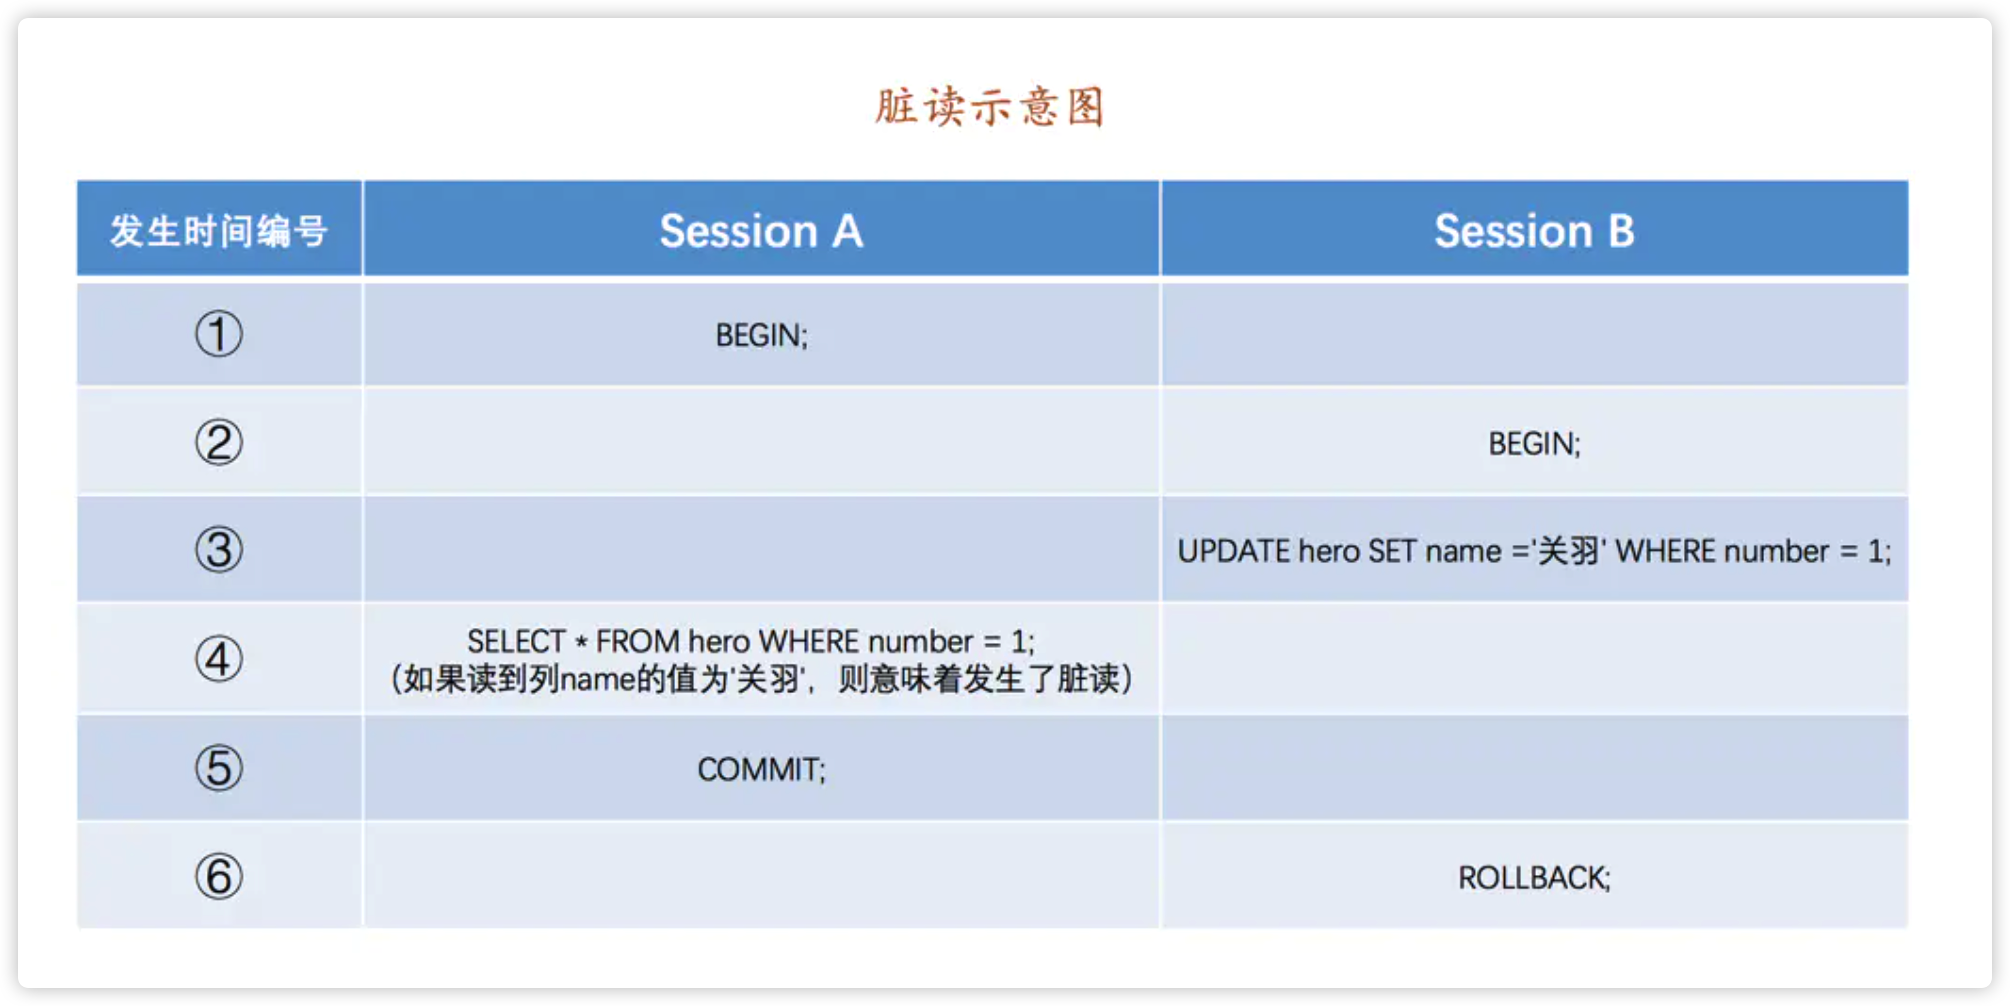 脏读示意图
发生时间编号 Session A Session B
① BEGIN;
② BEGIN;
③ UPDATE hero SET name ='关羽' WHERE number = 1;
④ SELECT * FROM hero WHERE number = 1;
（如果读到列name的值为'关羽'，则意味着发生了脏读）
⑤ COMMIT;
⑥ ROLLBACK;